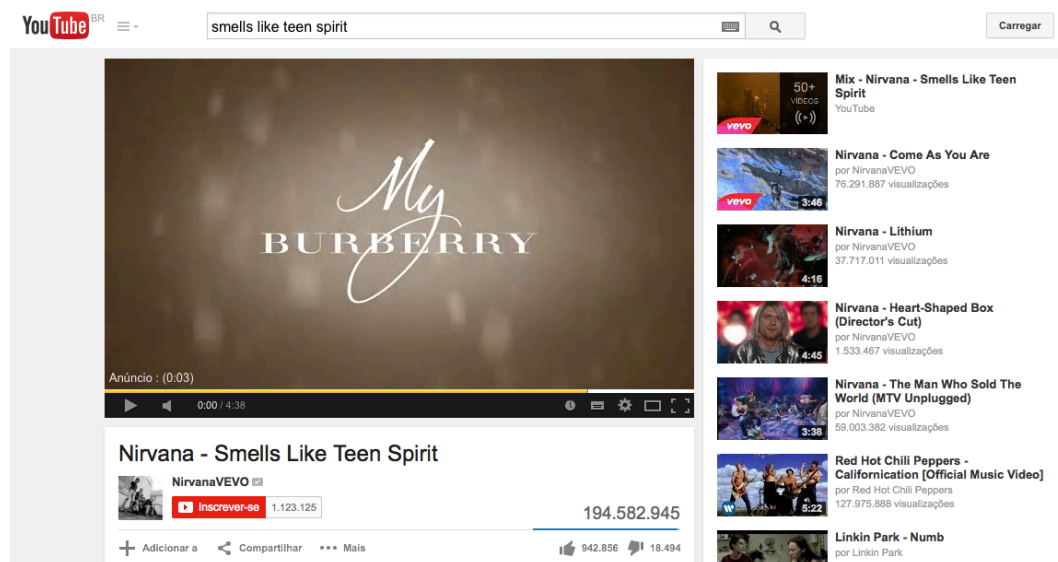 YouTube BR
smells like teen spirit
Carregar
My
BURBERRY
Anúncio : (0:03)
0:00 / 4:38
Nirvana - Smells Like Teen Spirit
NirvanaVEVO
Inscrever-se 1.123.125
194.582.945
Adicionar a Compartilhar Mais 942.856 18.494
50+
VÍDEOS
vevo
Mix - Nirvana - Smells Like Teen
Spirit
YouTube
vevo
3:46
Nirvana - Come As You Are
por NirvanaVEVO
76.291.887 visualizações
4:16
Nirvana - Lithium
por NirvanaVEVO
37.717.011 visualizações
4:45
Nirvana - Heart-Shaped Box
(Director's Cut)
por NirvanaVEVO
1.533.467 visualizações
3:38
Nirvana - The Man Who Sold The
World (MTV Unplugged)
por NirvanaVEVO
59.003.382 visualizações
5:22
Red Hot Chili Peppers -
Californication [Official Music Video]
por Red Hot Chili Peppers
127.975.888 visualizações
Linkin Park - Numb
por Linkin Park